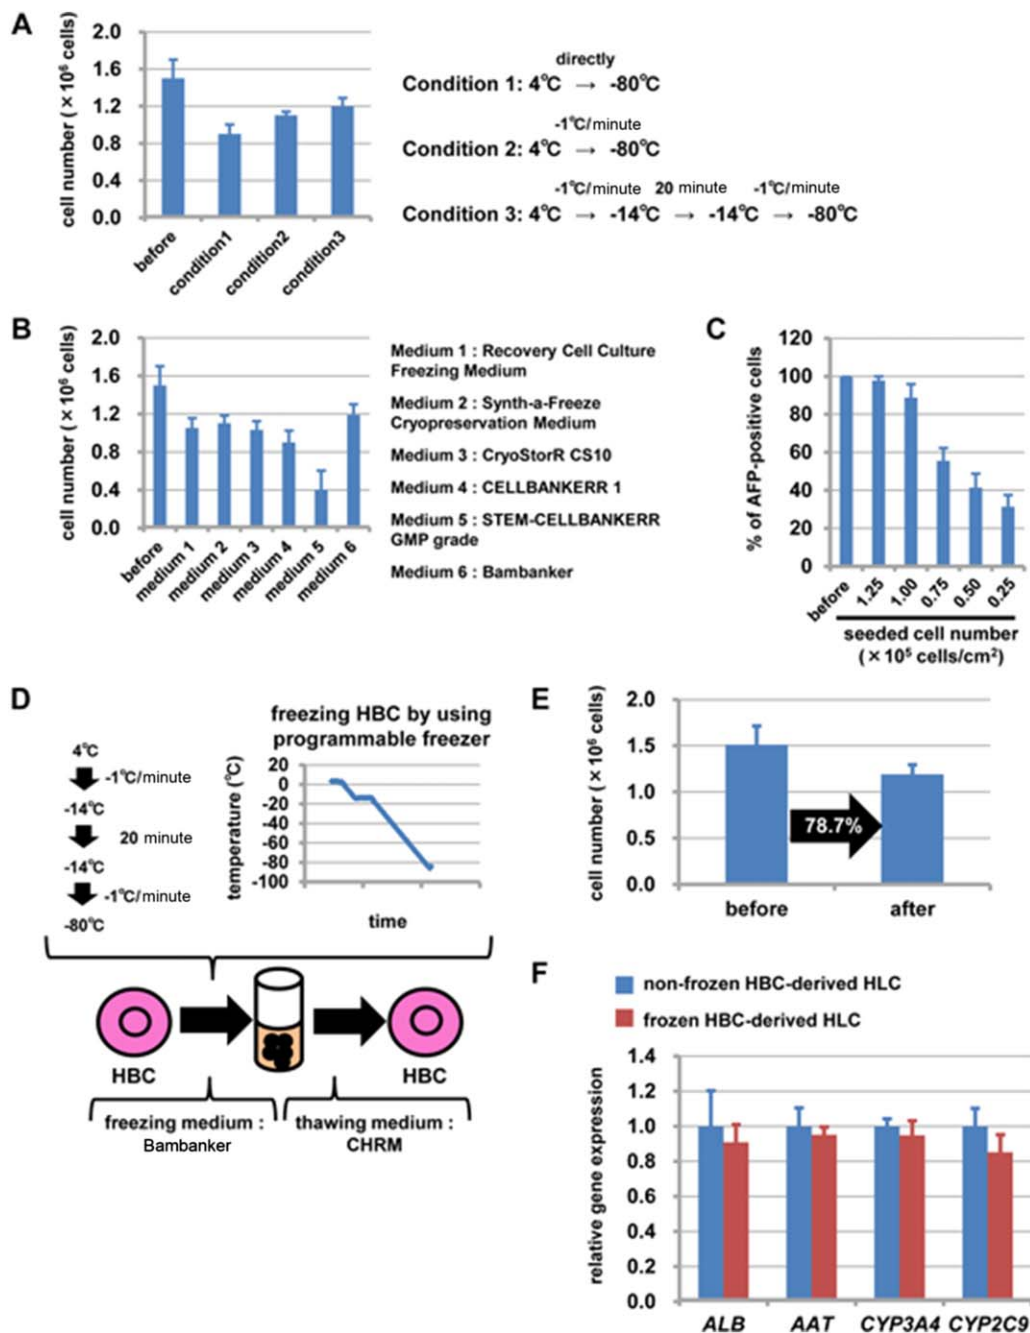 A
cell number (×10⁶ cells)
2.0
1.6
1.2
0.8
0.4
0.0
before
condition1
condition2
condition3
directly
Condition 1: 4℃ → -80℃
-1℃/minute
Condition 2: 4℃ → -80℃
-1℃/minute 20 minute -1℃/minute
Condition 3: 4℃ → -14℃ → -14℃ → -80℃
B
cell number (×10⁶ cells)
2.0
1.6
1.2
0.8
0.4
0.0
before
medium 1
medium 2
medium 3
medium 4
medium 5
medium 6
Medium 1 : Recovery Cell Culture
Freezing Medium
Medium 2 : Synth-a-Freeze
Cryopreservation Medium
Medium 3 : CryoStorR CS10
Medium 4 : CELLBANKERR 1
Medium 5 : STEM-CELLBANKERR
GMP grade
Medium 6 : Bambanker
C
% of AFP-positive cells
120
100
80
60
40
20
0
before
1.25
1.00
0.75
0.50
0.25
seeded cell number
(×10⁵ cells/cm²)
D
4℃
-1℃/minute
-14℃
20 minute
-14℃
-1℃/minute
-80℃
freezing HBC by using
programmable freezer
temperature (℃)
20
0
-20
-40
-60
-80
-100
time
HBC
HBC
freezing medium :
Bambanker
thawing medium :
CHRM
E
cell number (×10⁶ cells)
2.0
1.5
1.0
0.5
0.0
78.7%
before
after
F
non-frozen HBC-derived HLC
frozen HBC-derived HLC
relative gene expression
1.4
1.2
1.0
0.8
0.6
0.4
0.2
0.0
ALB
AAT
CYP3A4
CYP2C9